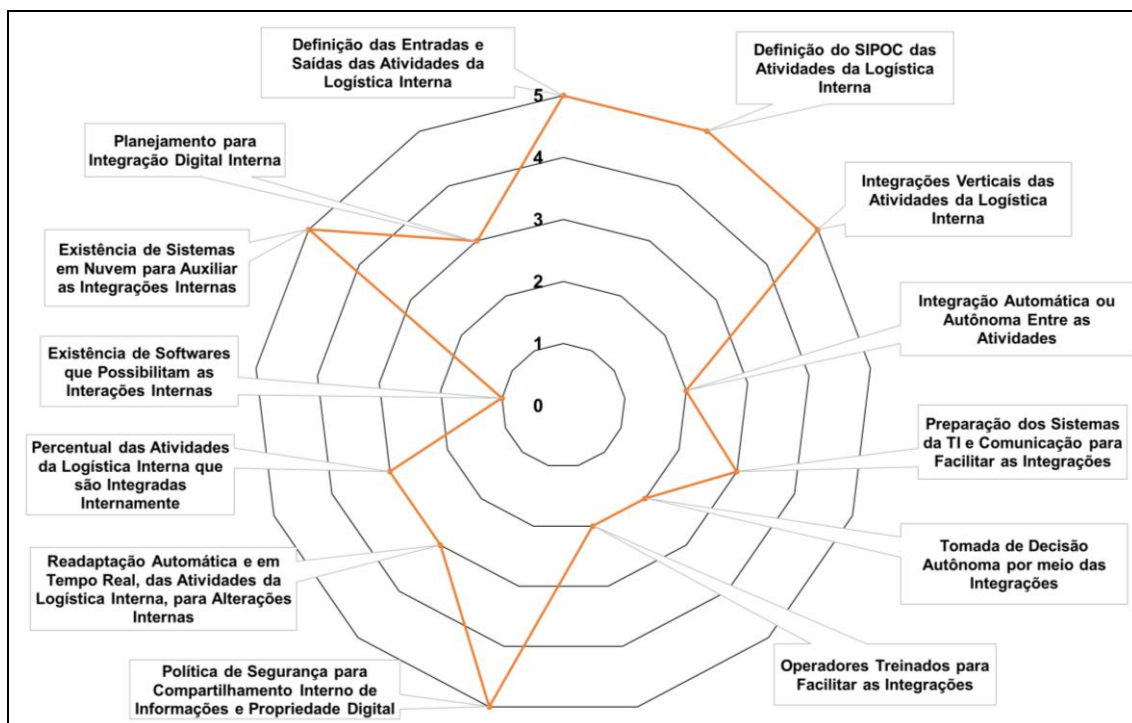 Definição das Entradas e
Saídas das Atividades da
Logística Interna
Definição do SIPOC das
Atividades da Logística
Interna
Integrações Verticais das
Atividades da Logística
Interna
Integração Automática ou
Autônoma Entre as
Atividades
Preparação dos Sistemas
da TI e Comunicação para
Facilitar as Integrações
Tomada de Decisão
Autônoma por meio das
Integrações
Operadores Treinados para
Facilitar as Integrações
Política de Segurança para
Compartilhamento Interno de
Informações e Propriedade Digital
Readaptação Automática e em
Tempo Real, das Atividades da
Logística Interna, para Alterações
Internas
Percentual das Atividades
da Logística Interna que
são Integradas
Internamente
Existência de Softwares
que Possibilitam as
Interações Internas
Existência de Sistemas
em Nuvem para Auxiliar
as Integrações Internas
Planejamento para
Integração Digital Interna
5
4
3
2
1
0